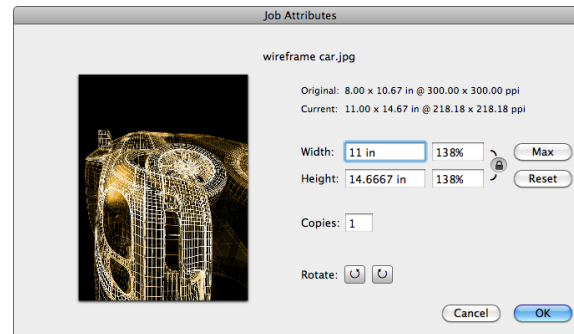 Job Attributes
wireframe car.jpg
Original: 8.00 x 10.67 in @ 300.00 x 300.00 ppi
Current: 11.00 x 14.67 in @ 218.18 x 218.18 ppi
Width: 11 in 138% Max
Height: 14.6667 in 138% Reset
Copies: 1
Rotate:
Cancel OK